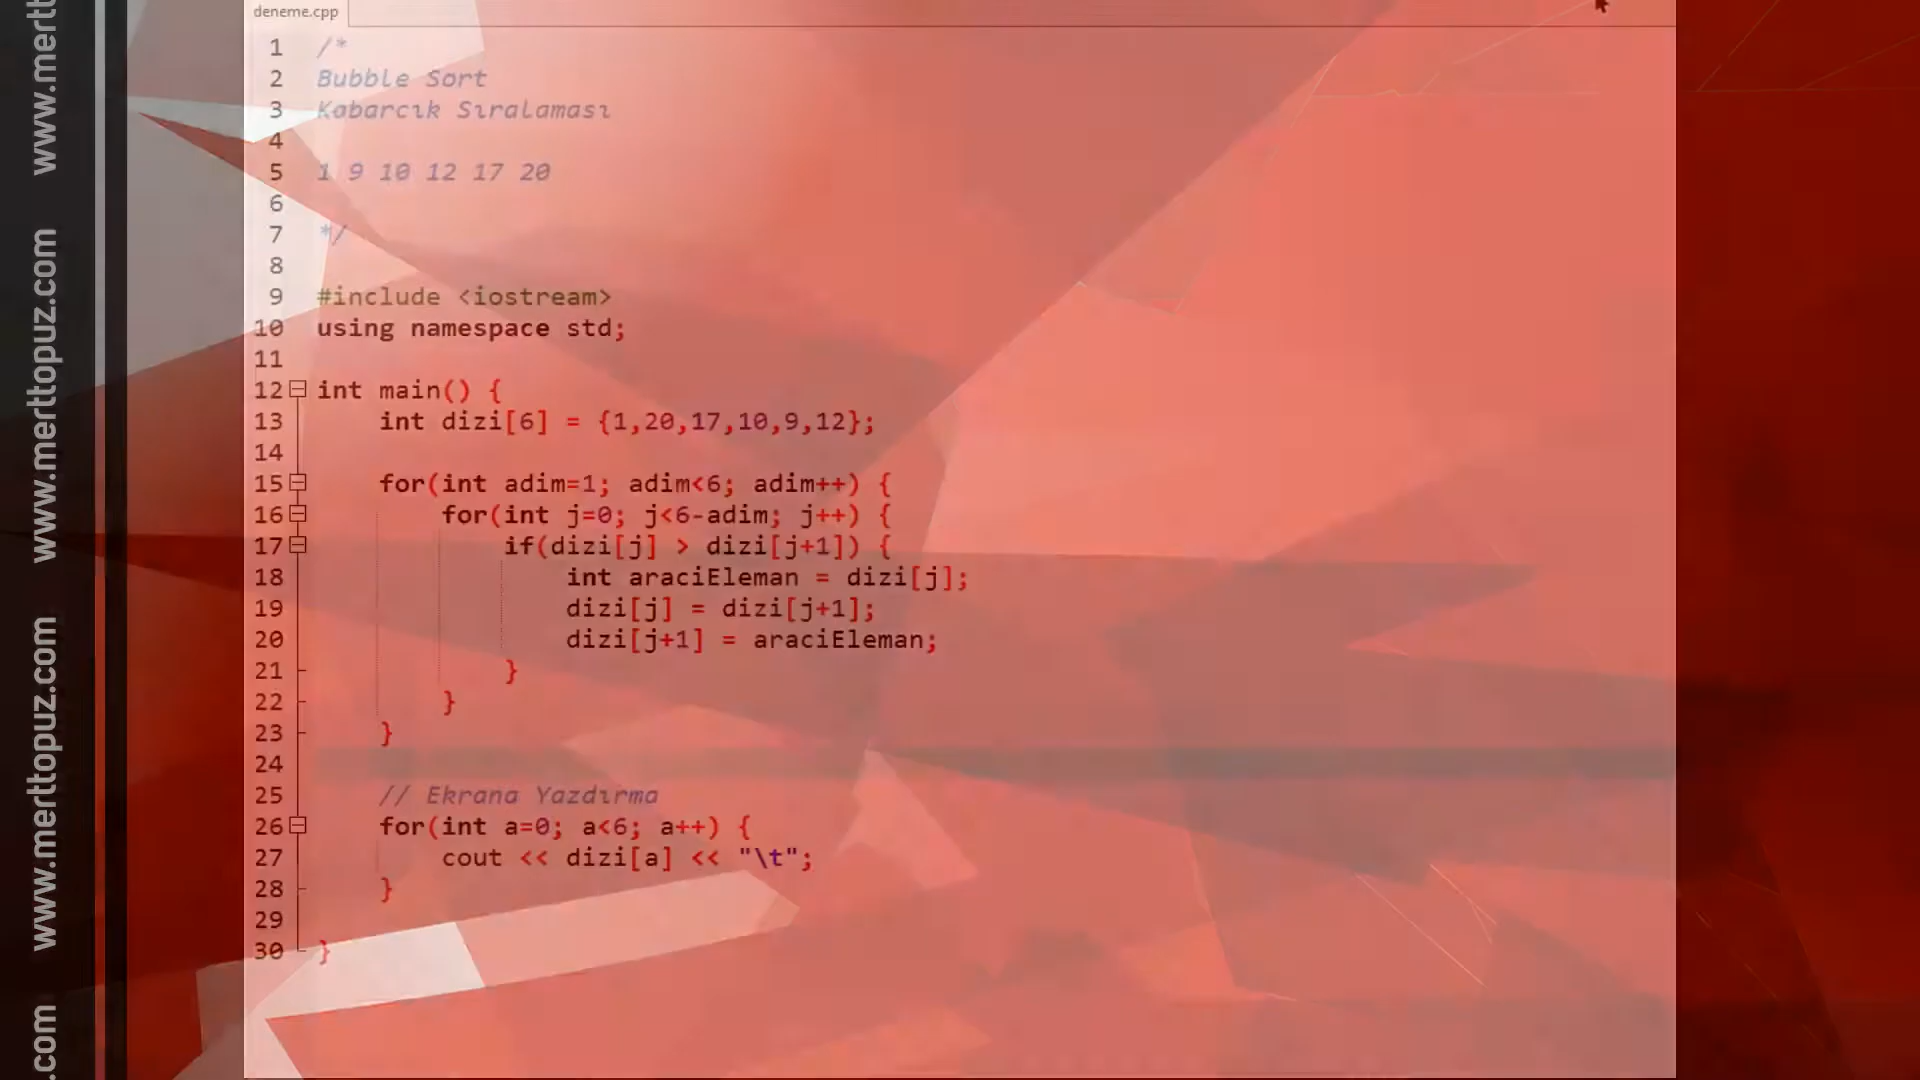 deneme.cpp
1 /*
2 Bubble Sort
3 Kabarcık Sıralaması
4
5 1 9 10 12 17 20
6
7 */
8
9 #include <iostream>
10 using namespace std;
11
12 int main() {
13 int dizi[6] = {1,20,17,10,9,12};
14
15 for(int adim=1; adim<6; adim++) {
16 for(int j=0; j<6-adim; j++) {
17 if(dizi[j] > dizi[j+1]) {
18 int araciEleman = dizi[j];
19 dizi[j] = dizi[j+1];
20 dizi[j+1] = araciEleman;
21 }
22 }
23 }
24
25 // Ekrana Yazdırma
26 for(int a=0; a<6; a++) {
27 cout << dizi[a] << "\t";
28 }
29
30 }
www.mert
www.merttopuz.com
www.merttopuz.com
.com